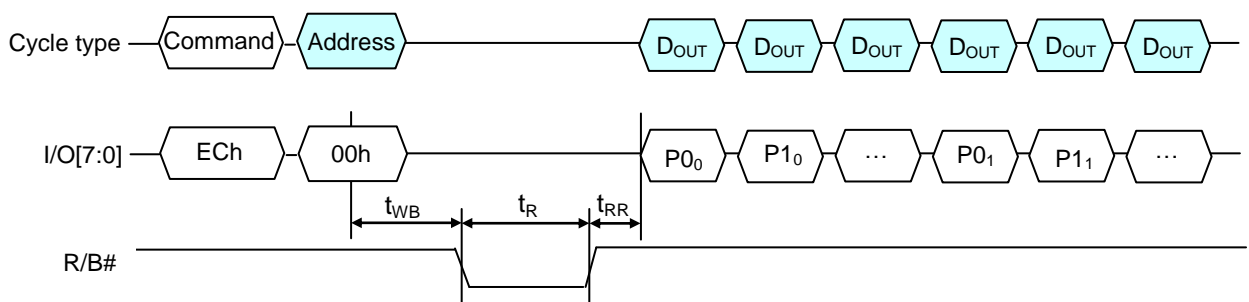 Cycle type Command Address DOUT DOUT DOUT DOUT DOUT DOUT
I/O[7:0] ECh 00h P0₀ P1₀ ... P0₁ P1₁ ...
tWB tR tRR
R/B#